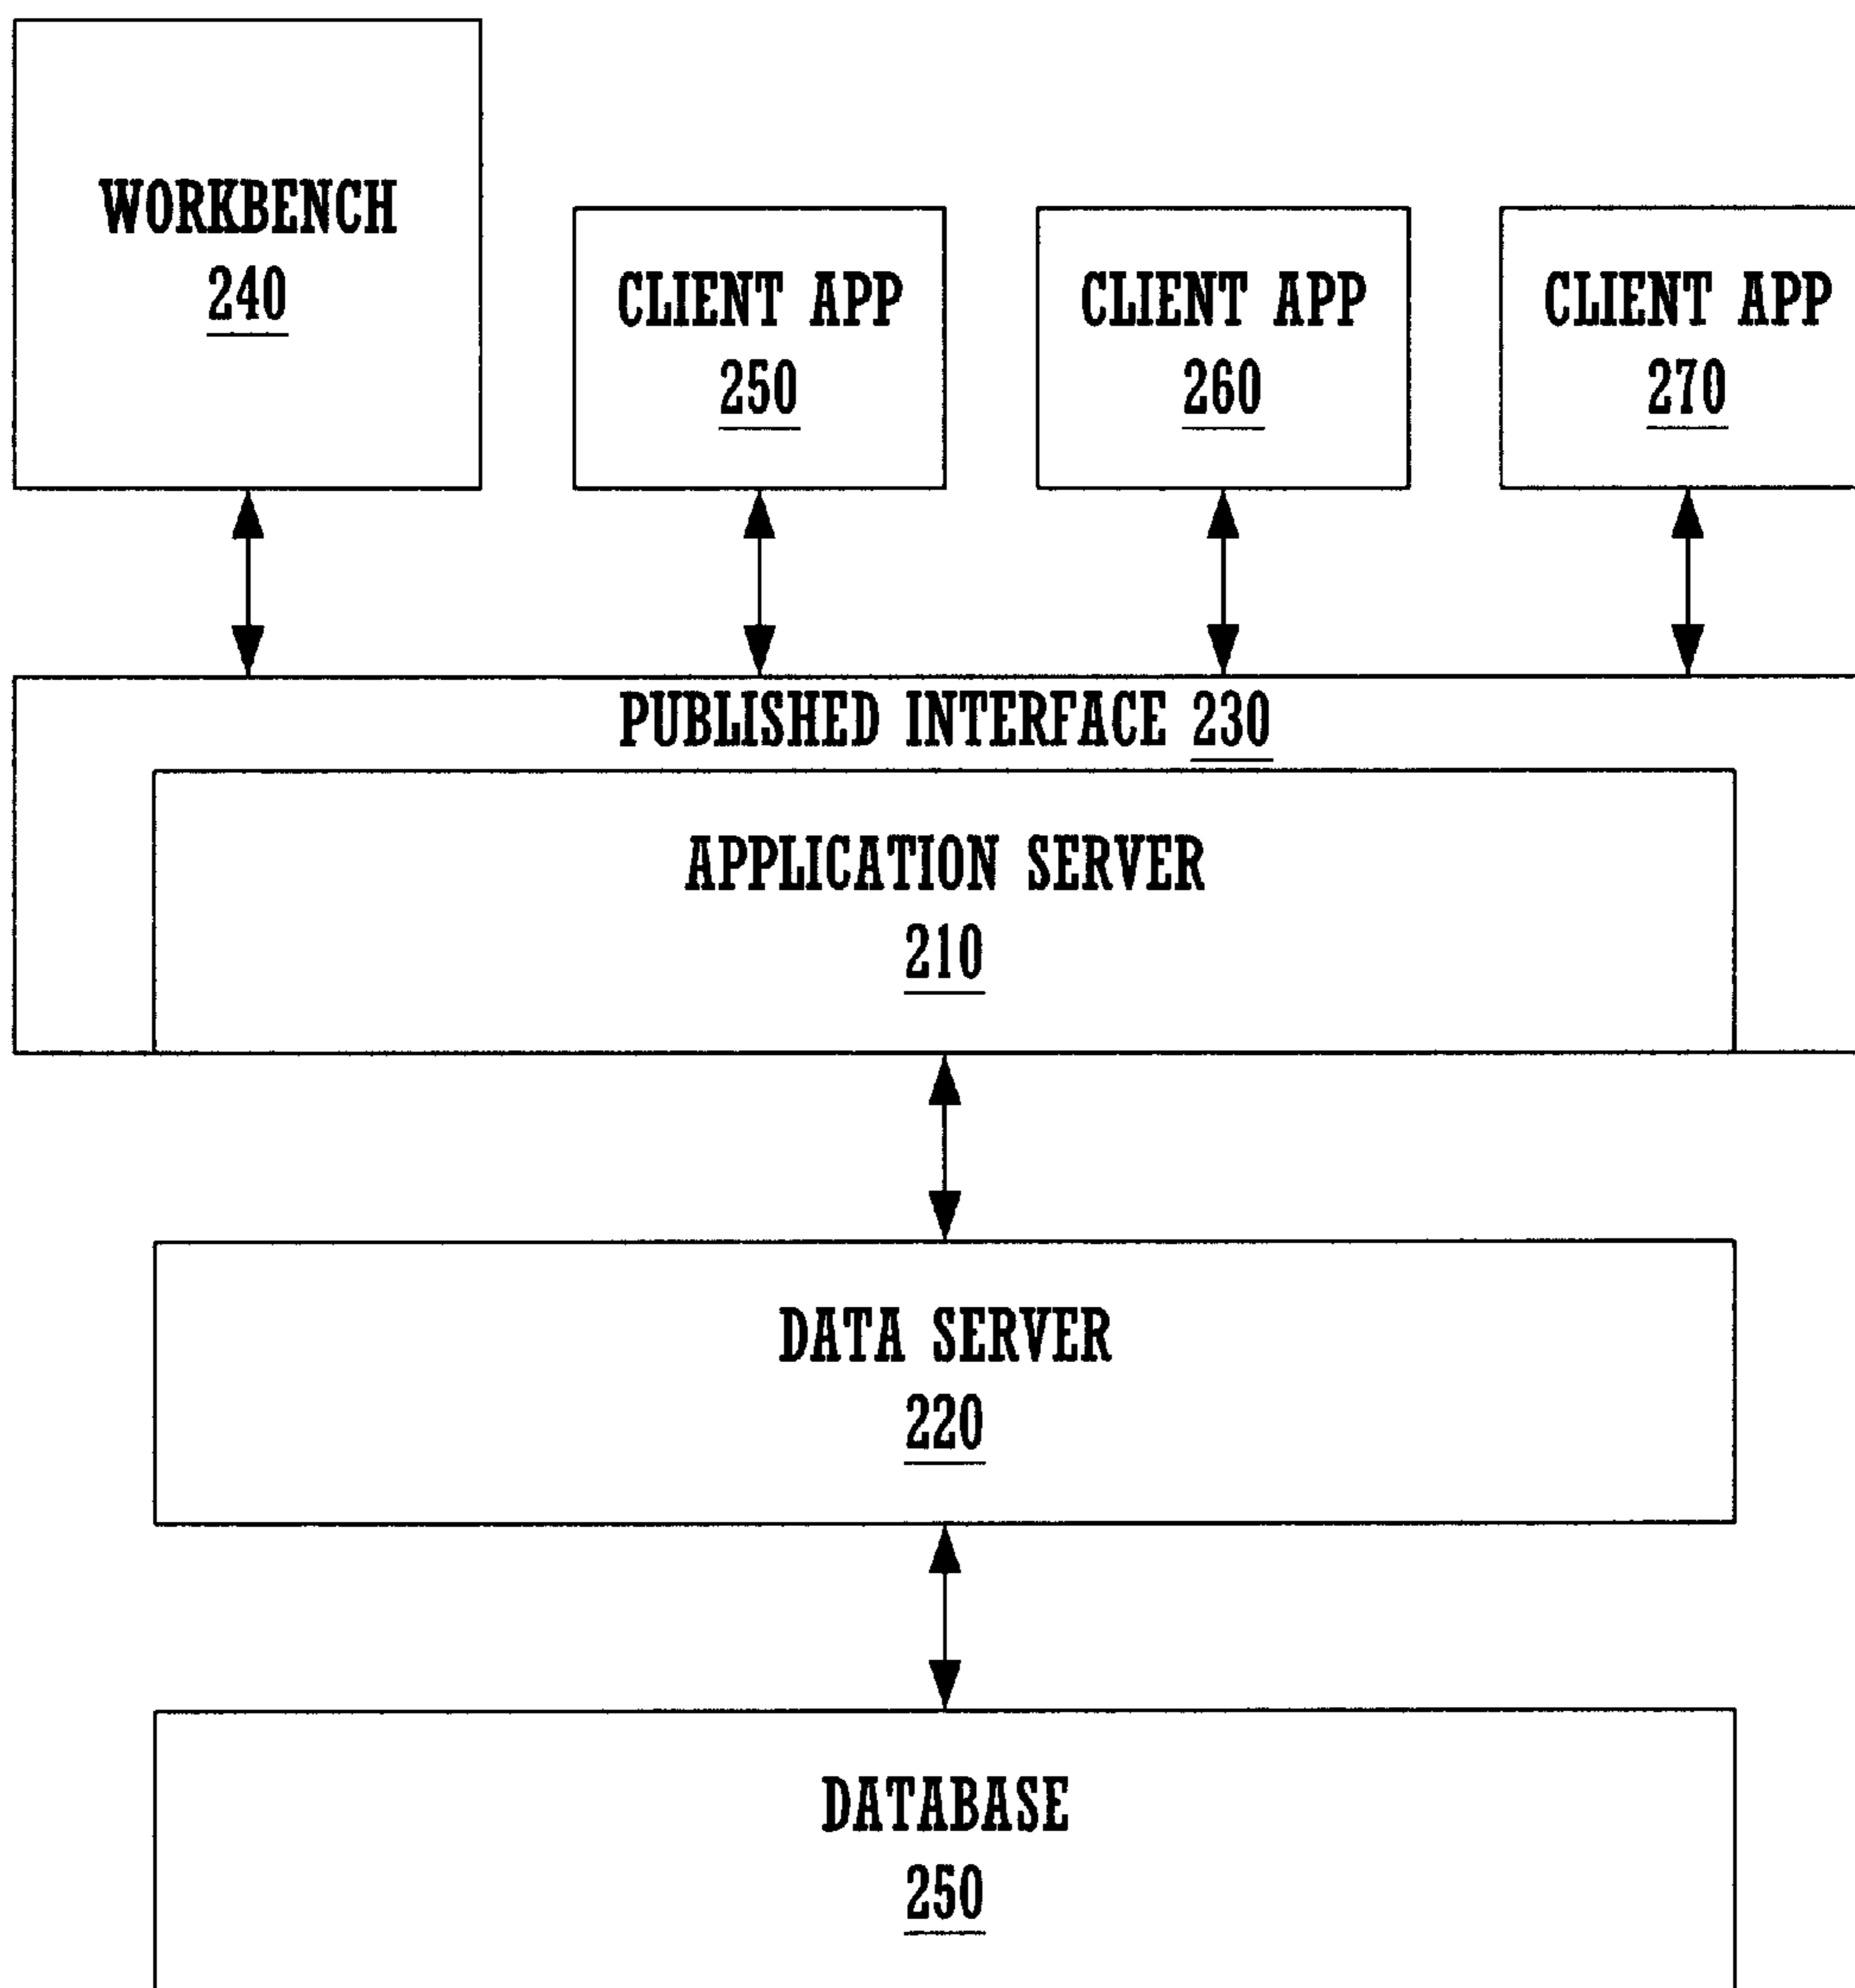 WORKBENCH
240
CLIENT APP
250
CLIENT APP
260
CLIENT APP
270
PUBLISHED INTERFACE 230
APPLICATION SERVER
210
DATA SERVER
220
DATABASE
250